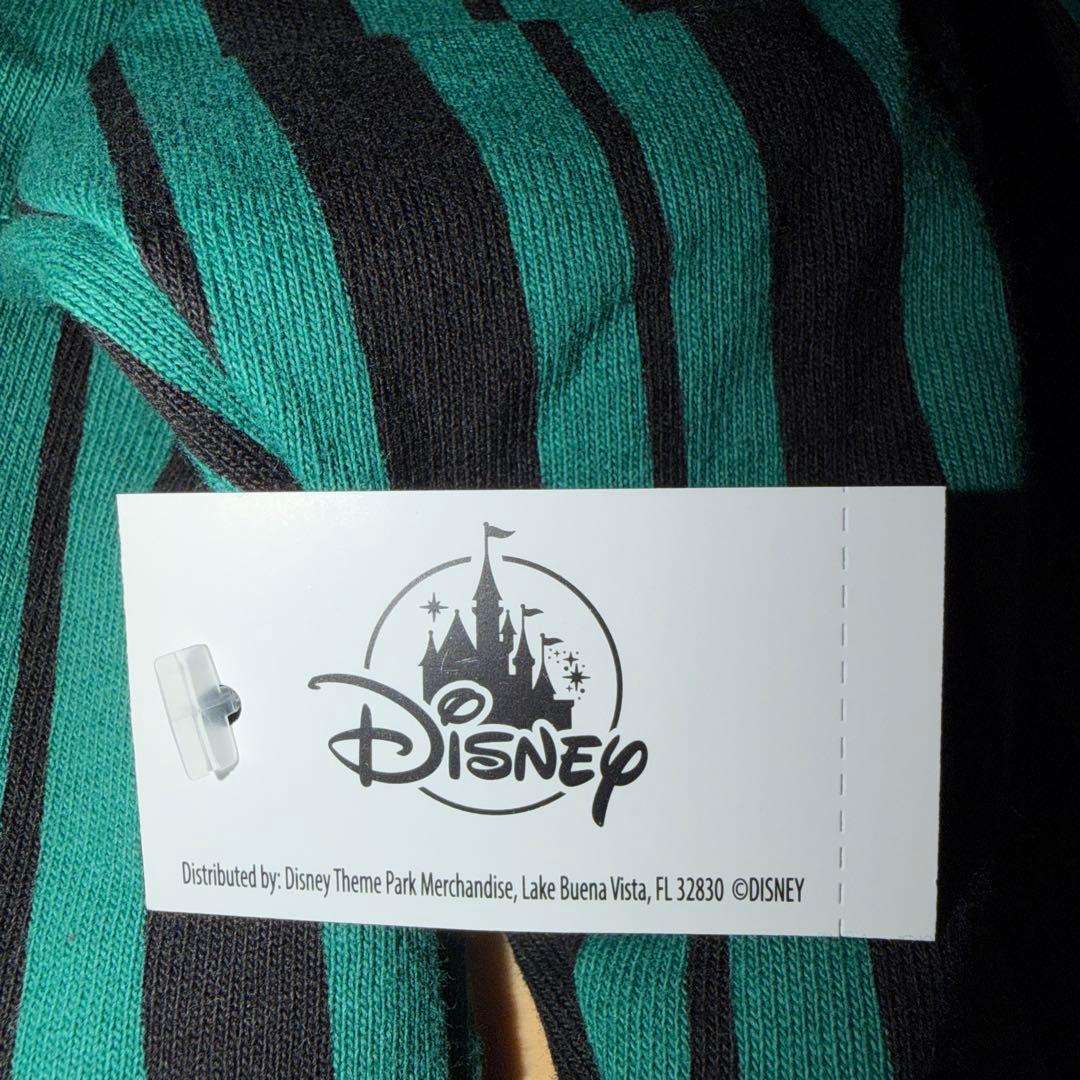 Disney
Distributed by: Disney Theme Park Merchandise, Lake Buena Vista, FL 32830 ©DISNEY